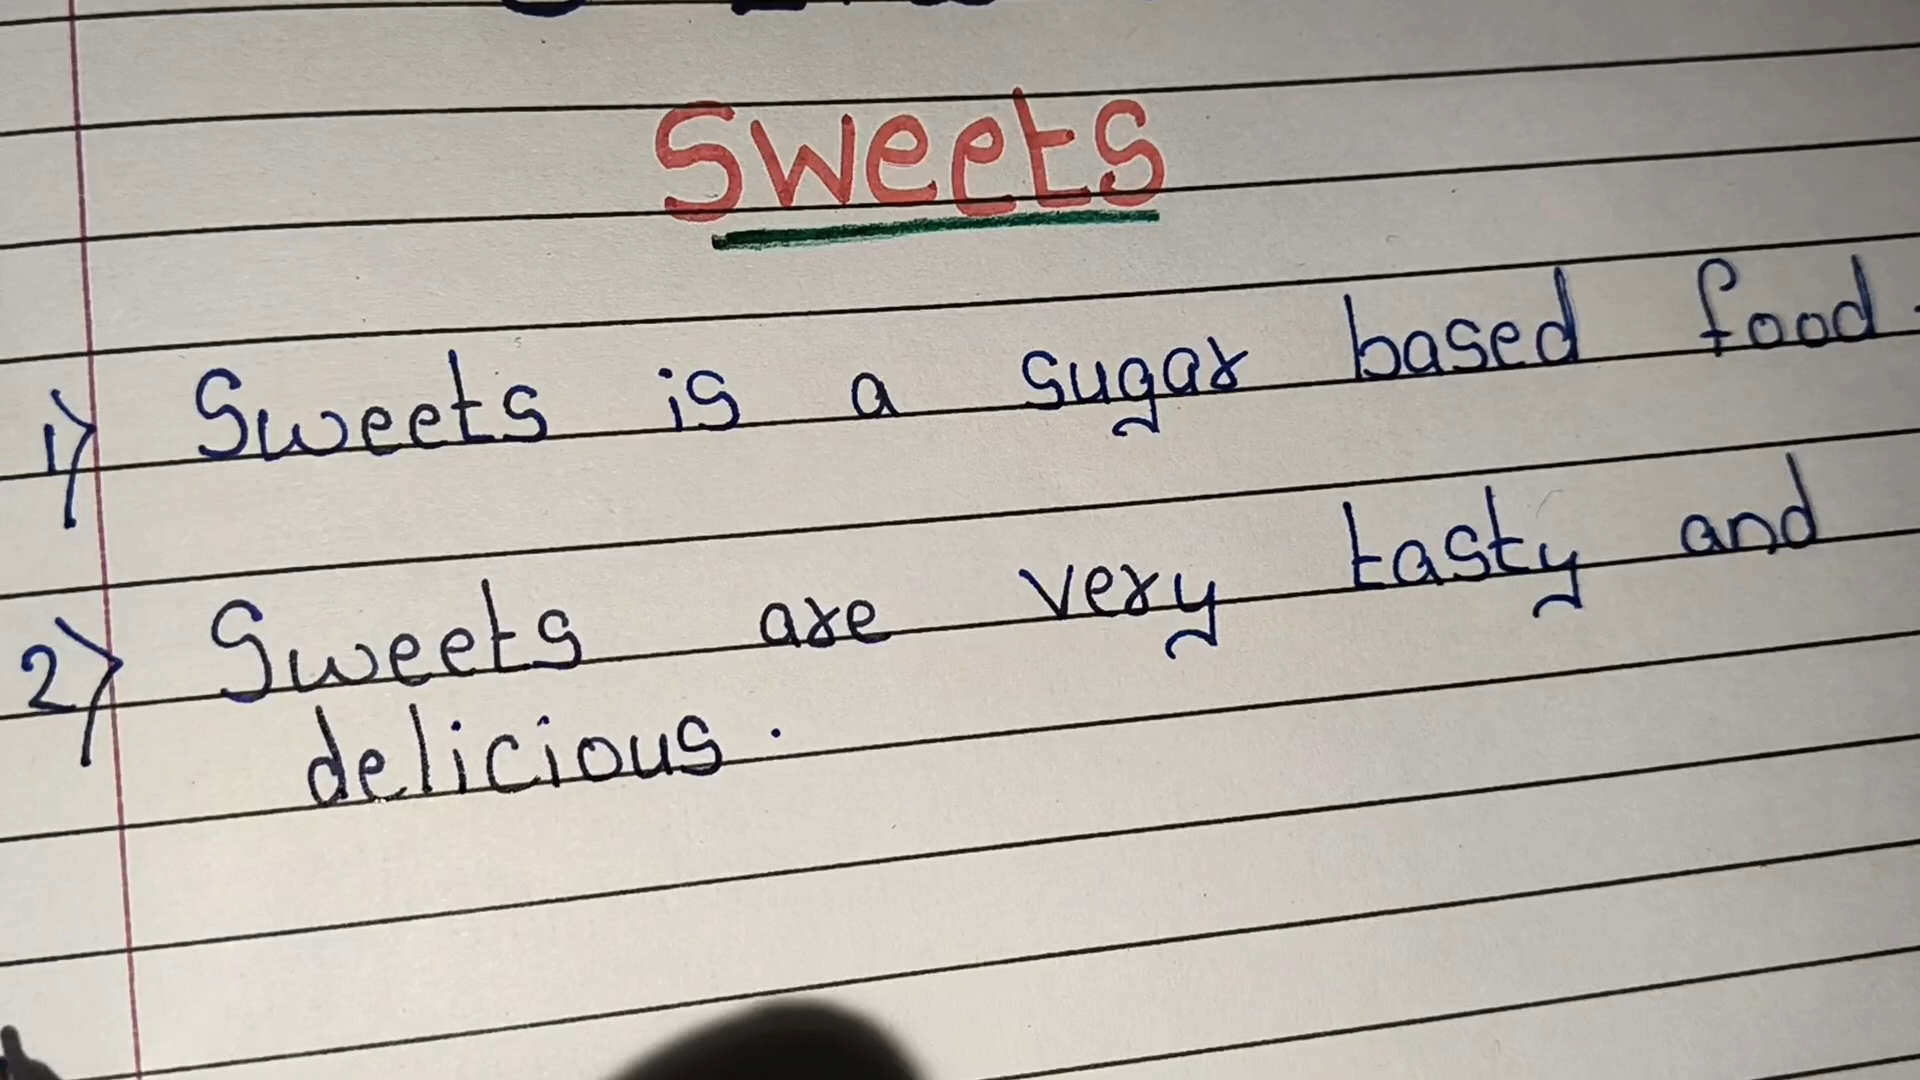 Sweets
1) Sweets is a sugar based food.
2) Sweets are very tasty and
delicious.